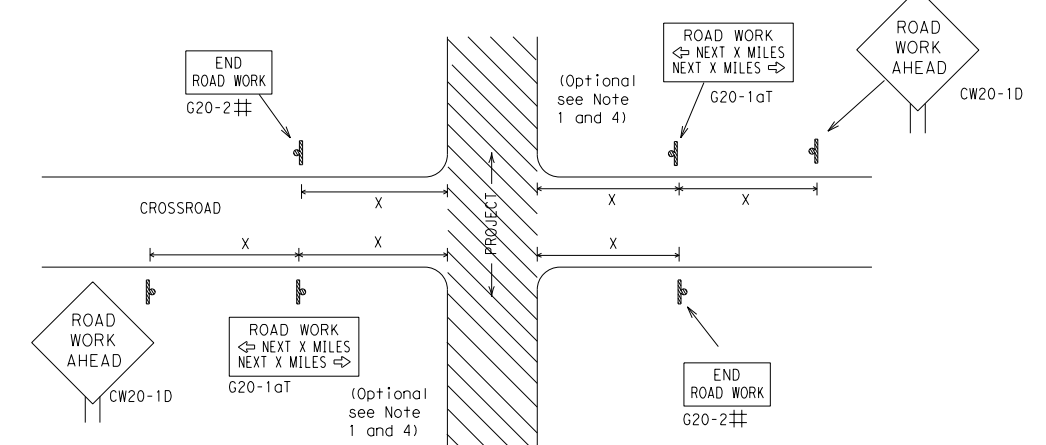 ROAD
WORK
AHEAD
CW20-1D
ROAD WORK
⇦ NEXT X MILES
NEXT X MILES ⇨
G20-1aT
(Optional
see Note
1 and 4)
END
ROAD WORK
G20-2#
X
X
X
CROSSROAD
PROJECT
X
X
X
ROAD
WORK
AHEAD
CW20-1D
ROAD WORK
⇦ NEXT X MILES
NEXT X MILES ⇨
G20-1aT
(Optional
see Note
1 and 4)
END
ROAD WORK
G20-2#